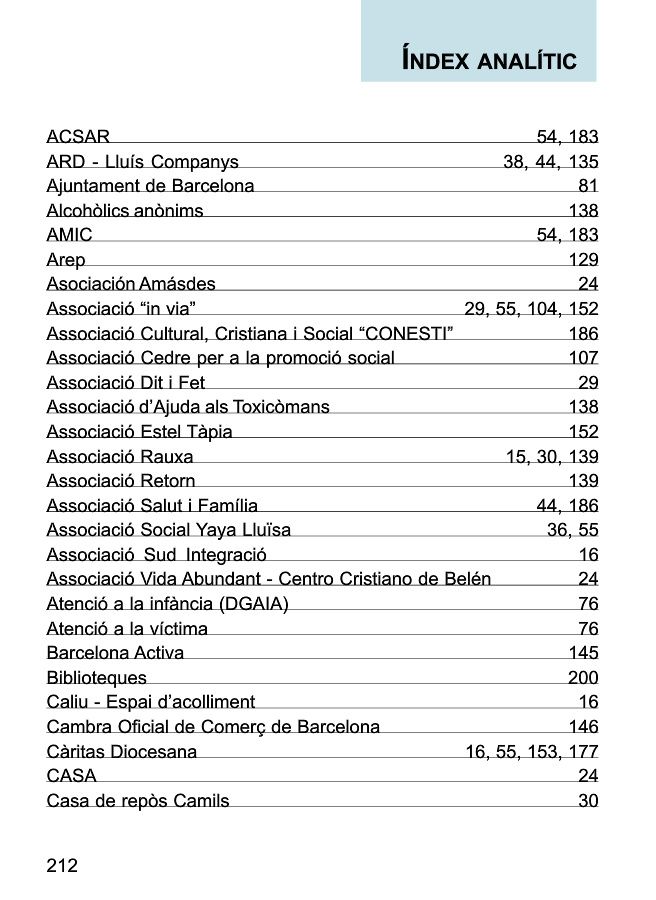 ÍNDEX ANALÍTIC
ACSAR 54, 183
ARD - Lluís Companys 38, 44, 135
Ajuntament de Barcelona 81
Alcohòlics anònims 138
AMIC 54, 183
Arep 129
Asociación Amásdes 24
Associació “in via” 29, 55, 104, 152
Associació Cultural, Cristiana i Social “CONESTI” 186
Associació Cedre per a la promoció social 107
Associació Dit i Fet 29
Associació d’Ajuda als Toxicòmans 138
Associació Estel Tàpia 152
Associació Rauxa 15, 30, 139
Associació Retorn 139
Associació Salut i Família 44, 186
Associació Social Yaya Lluïsa 36, 55
Associació Sud Integració 16
Associació Vida Abundant - Centro Cristiano de Belén 24
Atenció a la infància (DGAIA) 76
Atenció a la víctima 76
Barcelona Activa 145
Biblioteques 200
Caliu - Espai d’acolliment 16
Cambra Oficial de Comerç de Barcelona 146
Càritas Diocesana 16, 55, 153, 177
CASA 24
Casa de repòs Camils 30
212